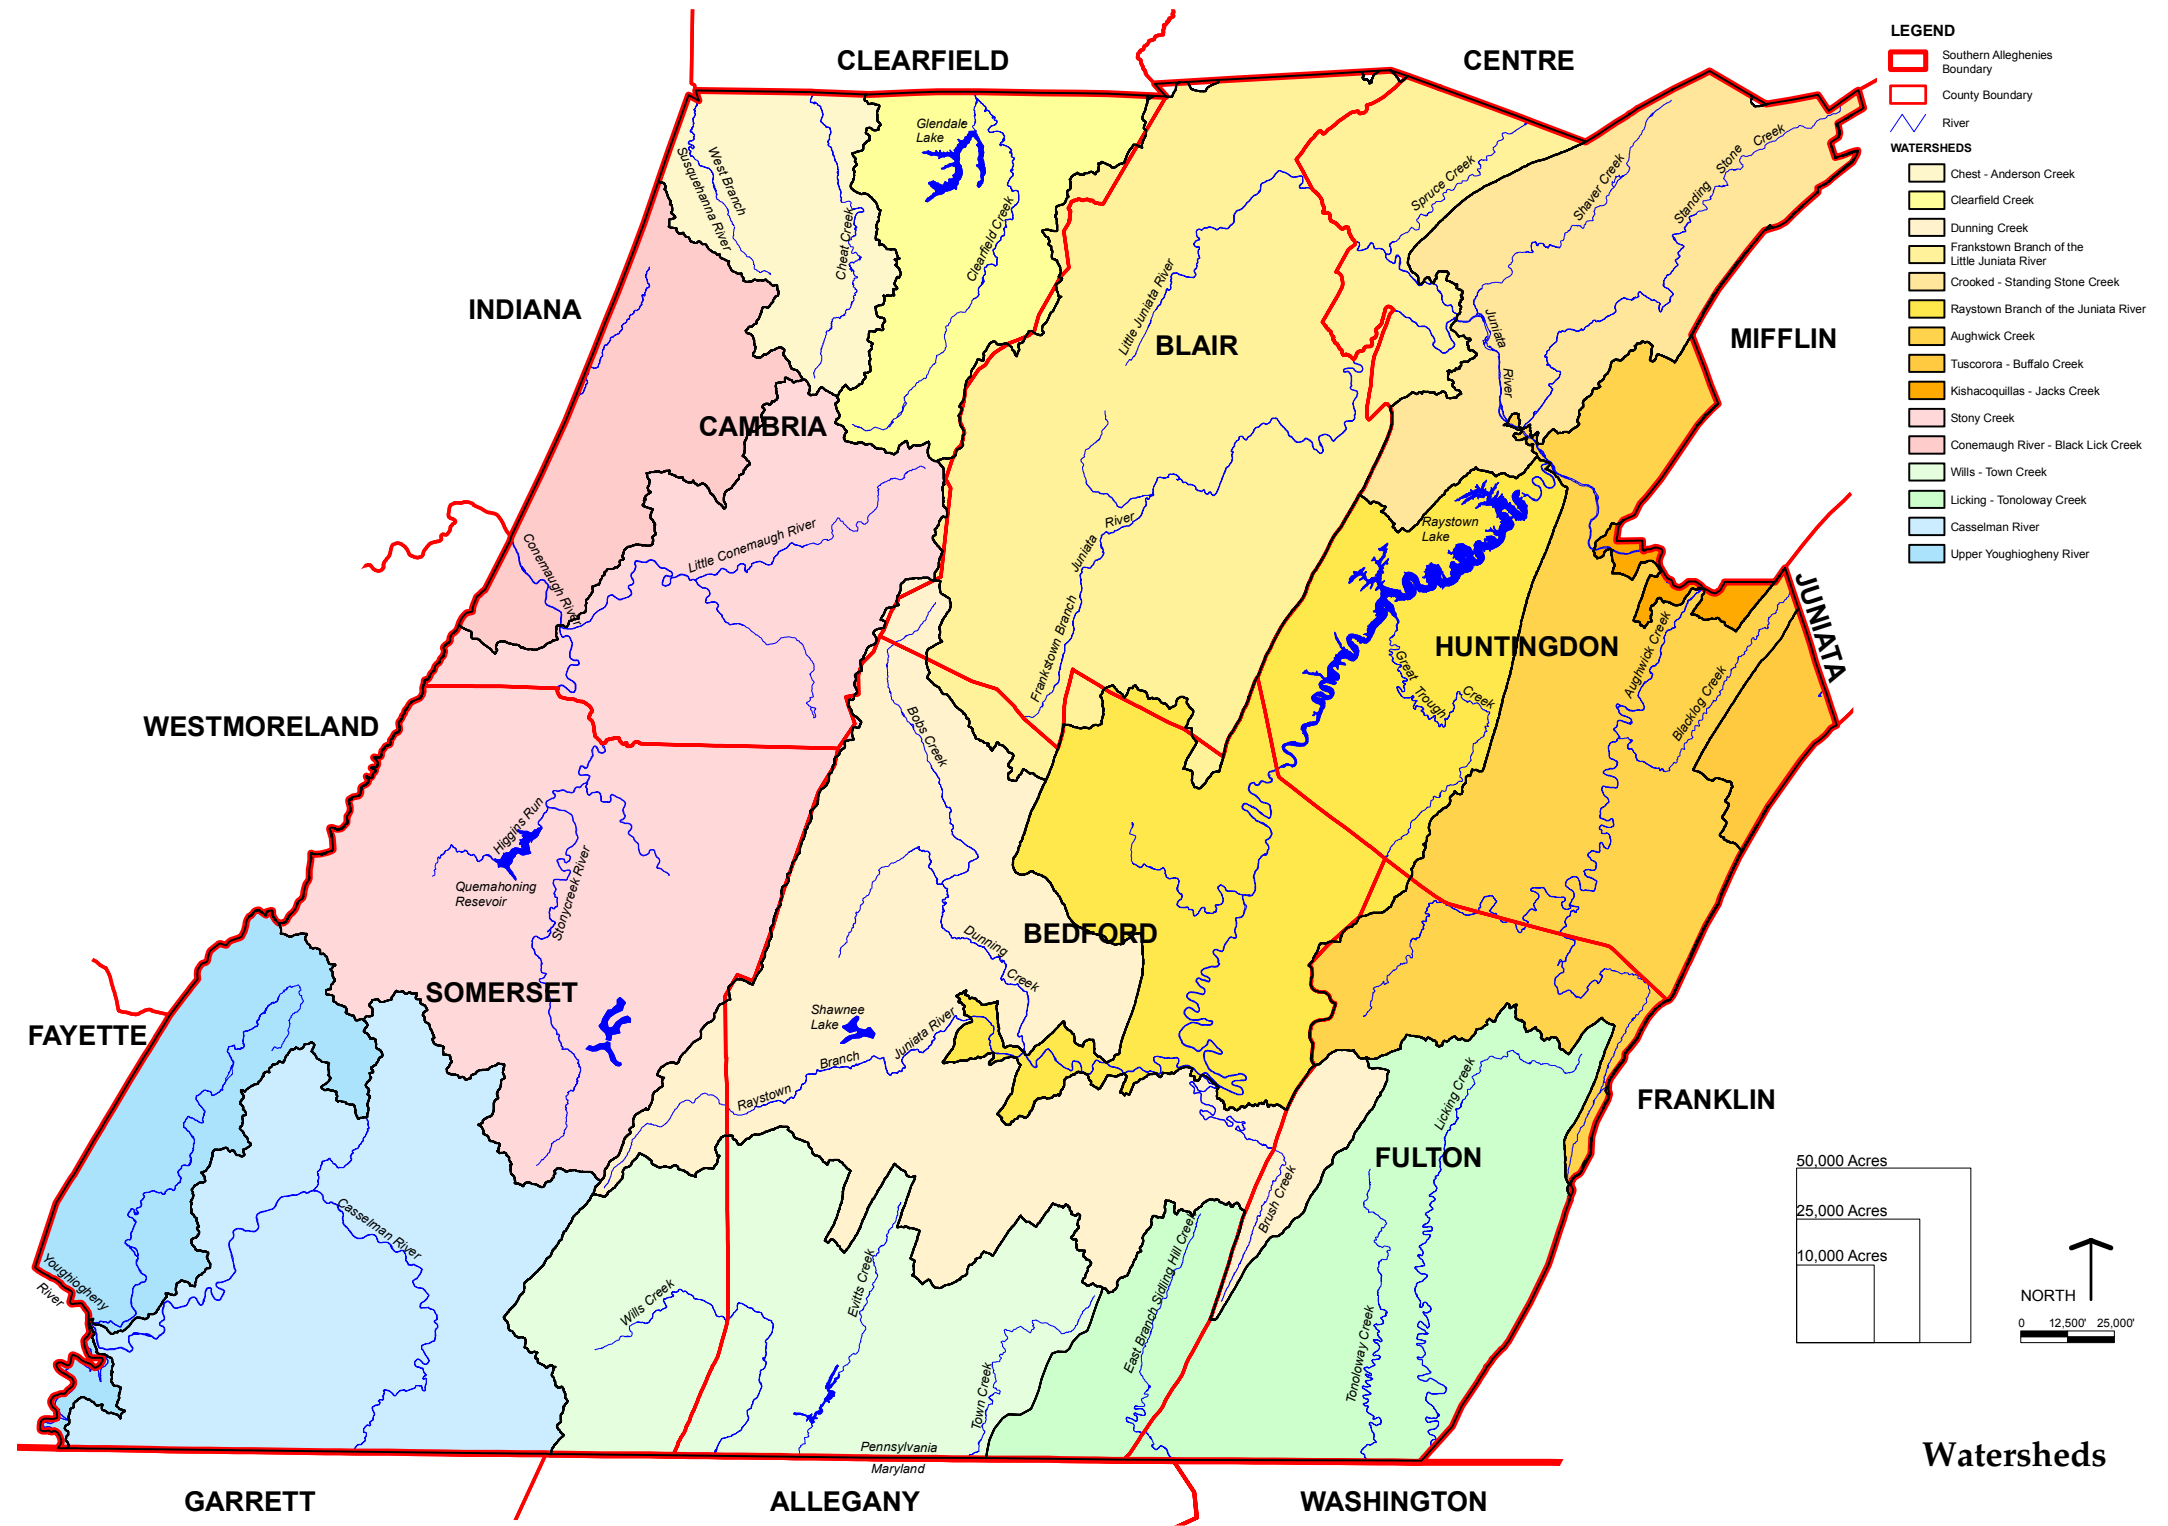 CLEARFIELD
CENTRE
INDIANA
MIFFLIN
BLAIR
CAMBRIA
HUNTINGDON
JUNIATA
WESTMORELAND
BEDFORD
SOMERSET
FAYETTE
FRANKLIN
FULTON
GARRETT
ALLEGANY
WASHINGTON
Glendale
Lake
West Branch
Susquehanna River
Cheat Creek
Clearfield Creek
Spruce Creek
Shaver Creek
Standing Stone Creek
Little Juniata River
Juniata
River
Conemaugh River
Little Conemaugh River
Raystown
Lake
Frankstown Branch Juniata River
Great Trough Creek
Aughwick Creek
Blacklog Creek
Bobs Creek
Higgins Run
Quemahoning
Resevoir
Stonycreek River
Dunning
Creek
Shawnee
Lake
Raystown Branch Juniata River
Licking Creek
Brush Creek
Casselman River
Youghiogheny
River
Wills Creek
Evitts Creek
Town Creek
East Branch Sidling Hill Creek
Tonoloway Creek
Pennsylvania
Maryland
LEGEND
Southern Alleghenies
Boundary
County Boundary
River
WATERSHEDS
Chest - Anderson Creek
Clearfield Creek
Dunning Creek
Frankstown Branch of the
Little Juniata River
Crooked - Standing Stone Creek
Raystown Branch of the Juniata River
Aughwick Creek
Tuscorora - Buffalo Creek
Kishacoquillas - Jacks Creek
Stony Creek
Conemaugh River - Black Lick Creek
Wills - Town Creek
Licking - Tonoloway Creek
Casselman River
Upper Youghiogheny River
50,000 Acres
25,000 Acres
10,000 Acres
NORTH
0 12,500' 25,000'
Watersheds